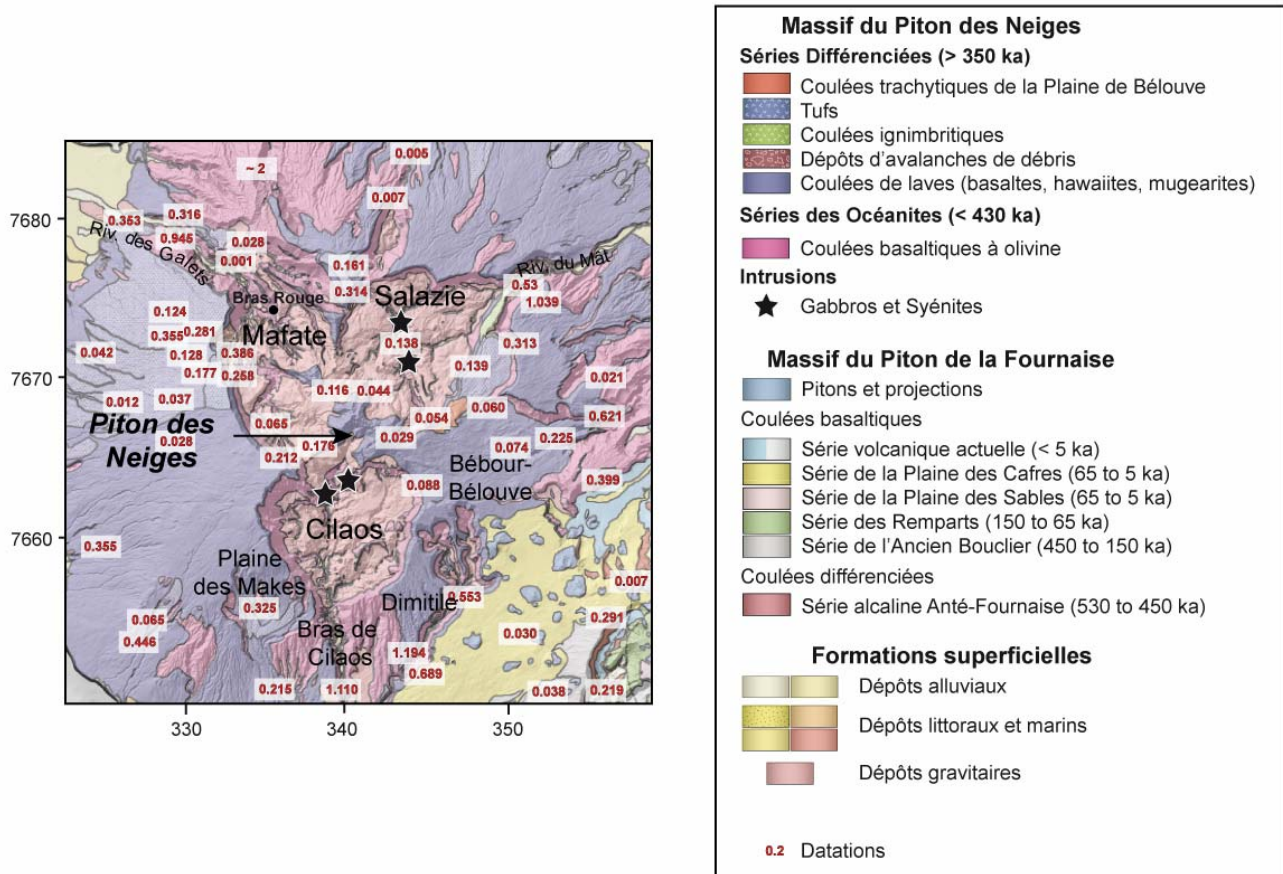 0.005
~ 2
0.007
7680
0.353
0.316
0.945
0.028
0.001
Riv. des Galets
0.161
0.314
Riv. du Mât
0.53
1.039
Salazie
Bras Rouge
Mafate
0.124
0.355
0.281
0.138
0.313
0.042
0.128
0.386
7670
0.177
0.258
0.139
0.021
0.116
0.044
0.012
0.037
0.060
0.054
0.621
Piton des
Neiges
0.065
0.028
0.176
0.212
0.029
0.074
0.225
Bébour-
Bélouve
0.088
0.399
Cilaos
7660
0.355
Plaine
des Makes
0.325
Dimitile
0.553
0.007
0.065
0.446
0.291
0.030
Bras de
Cilaos
1.194
0.689
0.215
1.110
0.038
0.219
330
340
350
Massif du Piton des Neiges
Séries Différenciées (> 350 ka)
Coulées trachytiques de la Plaine de Bélouve
Tufs
Coulées ignimbritiques
Dépôts d'avalanches de débris
Coulées de laves (basaltes, hawaiites, mugearites)
Séries des Océanites (< 430 ka)
Coulées basaltiques à olivine
Intrusions
Gabbros et Syénites
Massif du Piton de la Fournaise
Pitons et projections
Coulées basaltiques
Série volcanique actuelle (< 5 ka)
Série de la Plaine des Cafres (65 to 5 ka)
Série de la Plaine des Sables (65 to 5 ka)
Série des Remparts (150 to 65 ka)
Série de l'Ancien Bouclier (450 to 150 ka)
Coulées différenciées
Série alcaline Anté-Fournaise (530 to 450 ka)
Formations superficielles
Dépôts alluviaux
Dépôts littoraux et marins
Dépôts gravitaires
0.2 Datations